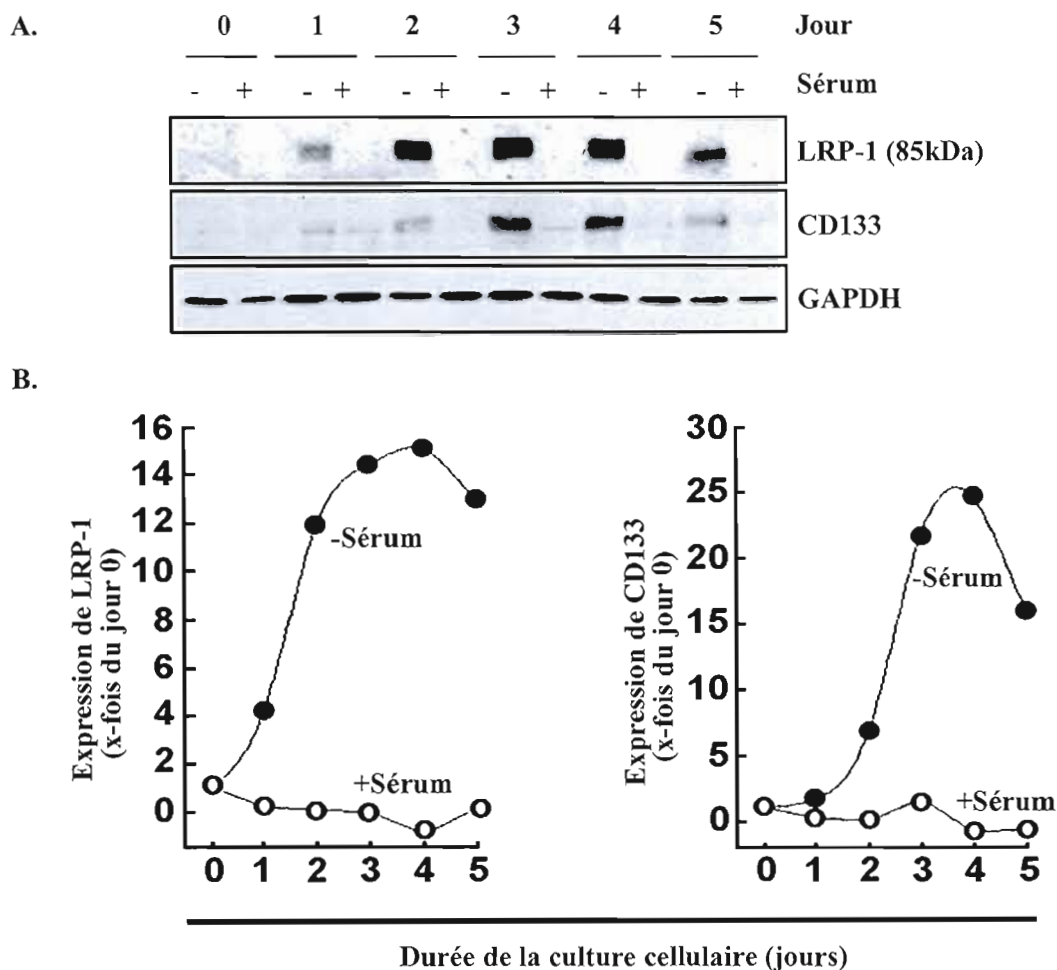 A.
0 1 2 3 4 5 Jour
- + - + - + - + - + - + Sérum
LRP-1 (85kDa)
CD133
GAPDH
B.
Expression de LRP-1
(x-fois du jour 0)
16
14
12
10
8
6
4
2
0
-Sérum
+Sérum
0 1 2 3 4 5
Expression de CD133
(x-fois du jour 0)
30
25
20
15
10
5
0
-Sérum
+Sérum
0 1 2 3 4 5
Durée de la culture cellulaire (jours)